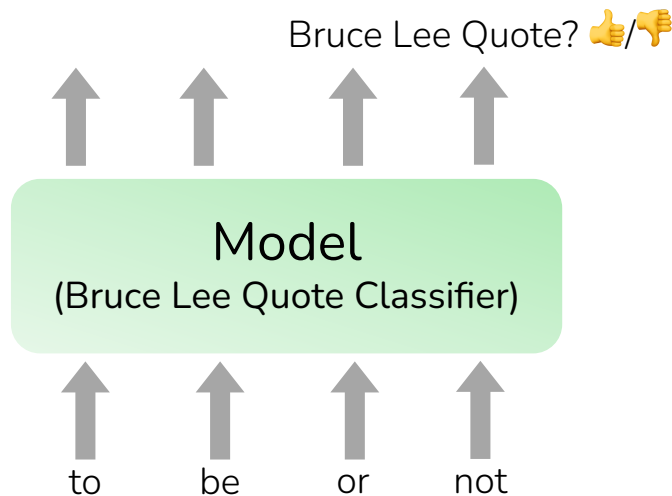 Bruce Lee Quote? 👍/👎
Model
(Bruce Lee Quote Classifier)
to be or not